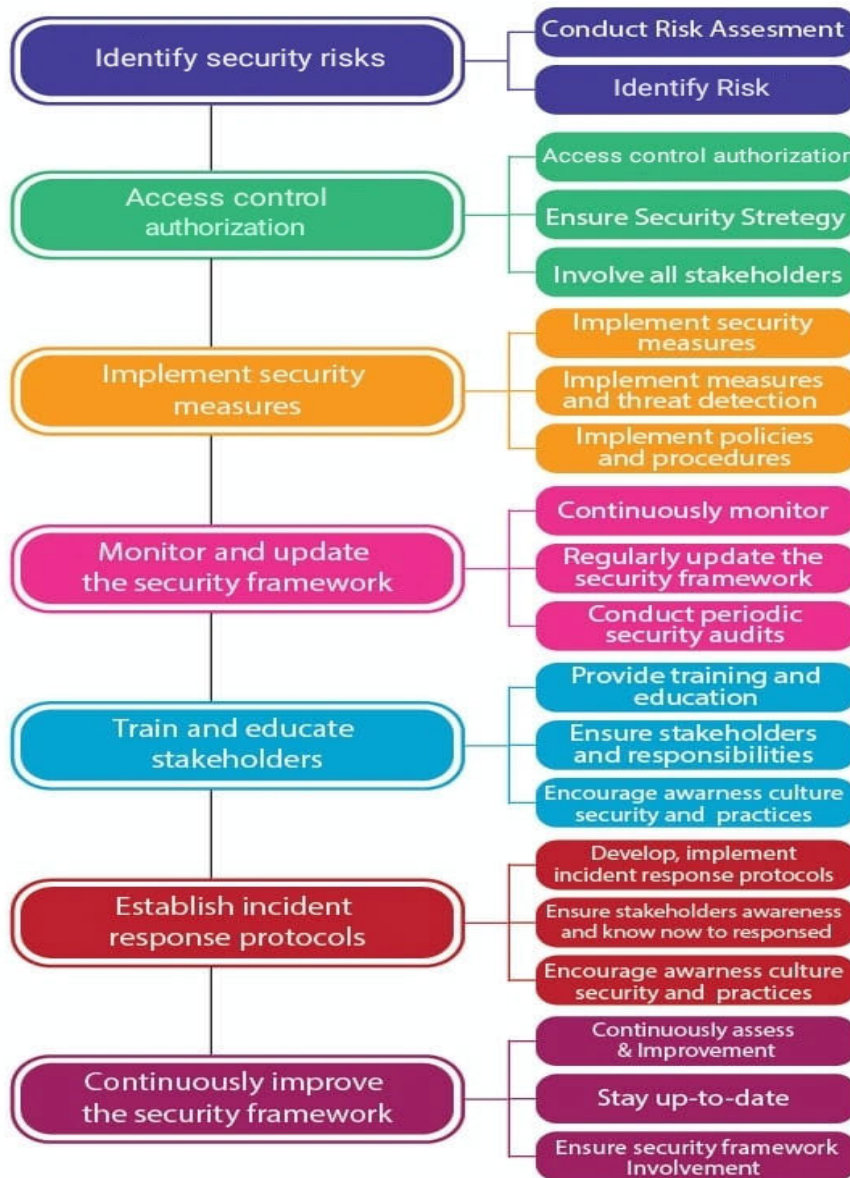 Identify security risks
Conduct Risk Assesment
Identify Risk
Access control
authorization
Access control authorization
Ensure Security Stretegy
Involve all stakeholders
Implement security
measures
Implement security
measures
Implement measures
and threat detection
Implement policies
and procedures
Monitor and update
the security framework
Continuously monitor
Regularly update the
security framework
Conduct periodic
security audits
Train and educate
stakeholders
Provide training and
education
Ensure stakeholders
and responsibilities
Encourage awarness culture
security and practices
Establish incident
response protocols
Develop, implement
incident response protocols
Ensure stakeholders awareness
and know now to responsed
Encourage awarness culture
security and practices
Continuously improve
the security framework
Continuously assess
& Improvement
Stay up-to-date
Ensure security framework
Involvement